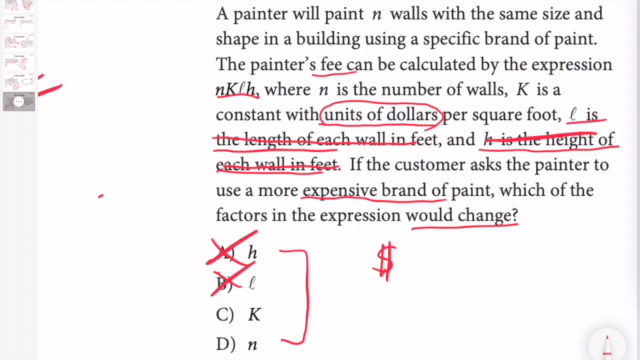 A painter will paint n walls with the same size and
shape in a building using a specific brand of paint.
The painter's fee can be calculated by the expression
nKℓh, where n is the number of walls, K is a
constant with units of dollars per square foot, ℓ is
the length of each wall in feet, and h is the height of
each wall in feet. If the customer asks the painter to
use a more expensive brand of paint, which of the
factors in the expression would change?
A) h
$
B) ℓ
C) K
D) n